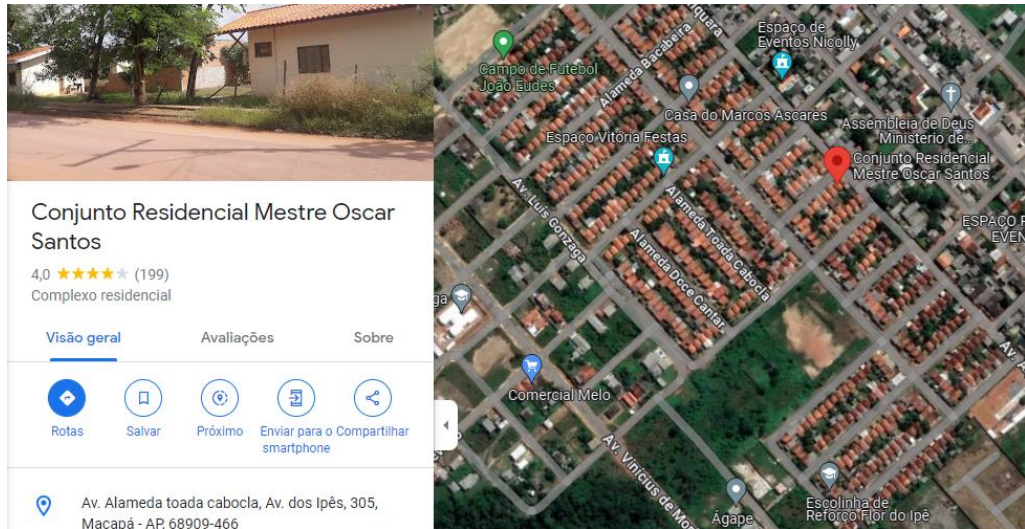 Conjunto Residencial Mestre Oscar
Santos
4,0
(199)
Complexo residencial
Visão geral
Avaliações
Sobre
Rotas
Salvar
Próximo
Enviar para o
smartphone
Compartilhar
Av. Alameda toada cabocla, Av. dos Ipês, 305,
Macapá - AP, 68909-466
Espaço de
Eventos Nicolly
Campo de Futebol
João Eudes
Alameda Bacabeira
Casa do Marcos Ascares
Assembleia de Deus
Ministerio de...
Espaço Vitória Festas
Conjunto Residencial
Mestre Oscar Santos
Av. Luís Gonzaga
Alameda Toada Cabocla
Alameda Doce Cantar
ESPAÇO
EVEN
ga
Comercial Melo
Av. Vinicius de Mo
Ágape
Escolinha de
Reforço Flor do Ipê